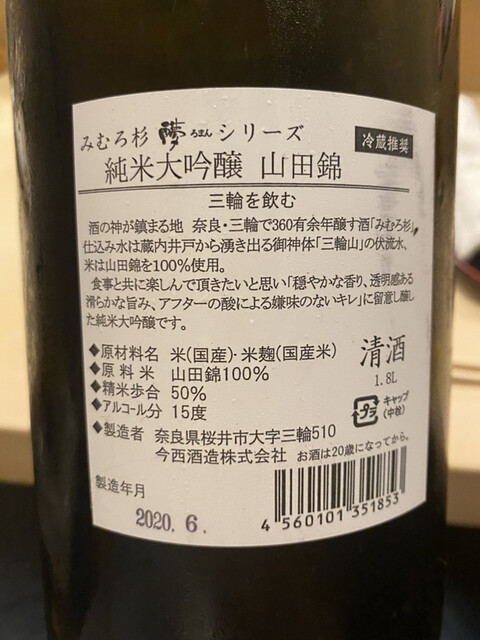 みむろ杉 夢 ろまん シリーズ
冷蔵推奨
純米大吟醸 山田錦
三輪を飲む
酒の神が鎮まる地 奈良・三輪で360有余年醸す酒「みむろ杉」。
仕込み水は蔵内井戸から湧き出る御神体「三輪山」の伏流水、
米は山田錦を100%使用。
食事と共に楽しんで頂きたいと思い「穏やかな香り、透明感ある
滑らかな旨み、アフターの酸による嫌味のないキレ」に留意し醸し
た純米大吟醸です。
◆原材料名 米(国産)・米麹(国産米)
◆原料米 山田錦100%
◆精米歩合 50%
◆アルコール分 15度
清酒
1.8L
プラ
キャップ
(中栓)
◆製造者 奈良県桜井市大字三輪510
今西酒造株式会社 お酒は20歳になってから。
製造年月
2020.6.
4 560101 351853